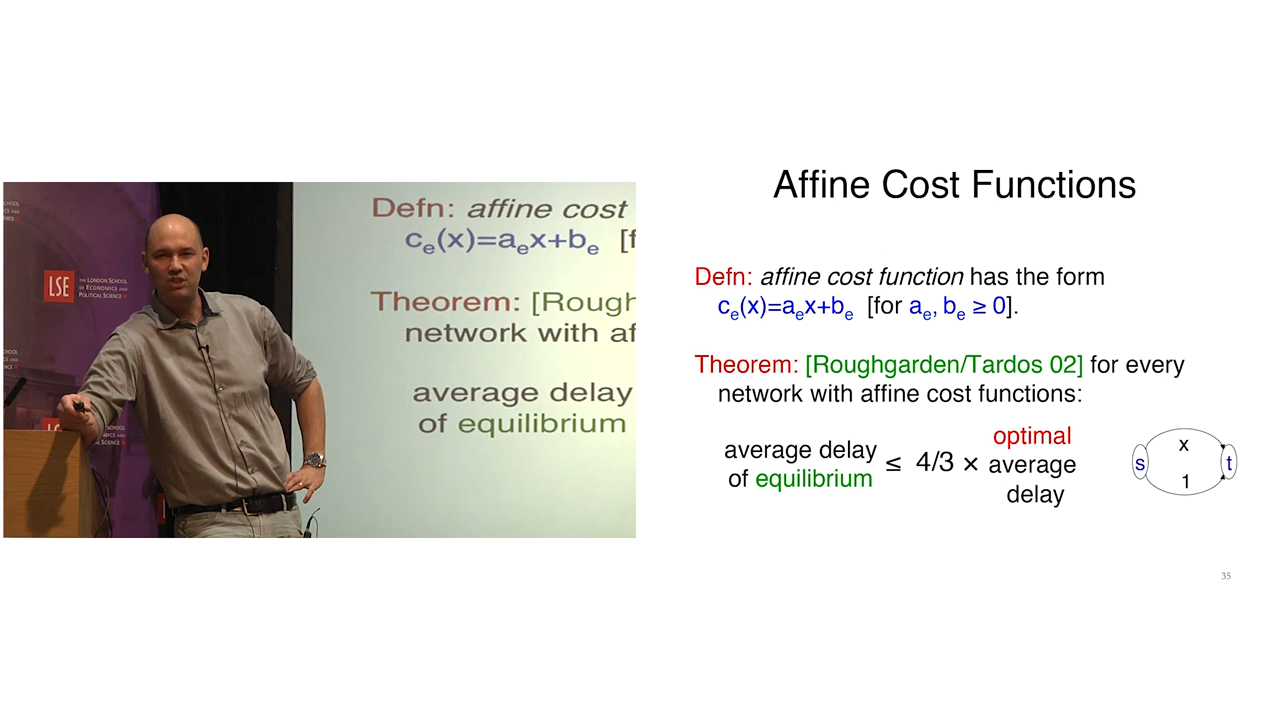 LSE THE LONDON SCHOOL
OF ECONOMICS AND
POLITICAL SCIENCE
Defn: affine cost
cₑ(x)=aₑx+bₑ [f
Theorem: [Rough
network with af
average delay
of equilibrium
Affine Cost Functions
Defn: affine cost function has the form
cₑ(x)=aₑx+bₑ [for aₑ, bₑ ≥ 0].
Theorem: [Roughgarden/Tardos 02] for every
network with affine cost functions:
average delay
of equilibrium
≤ 4/3 ×
optimal
average
delay
x
s
t
1
35